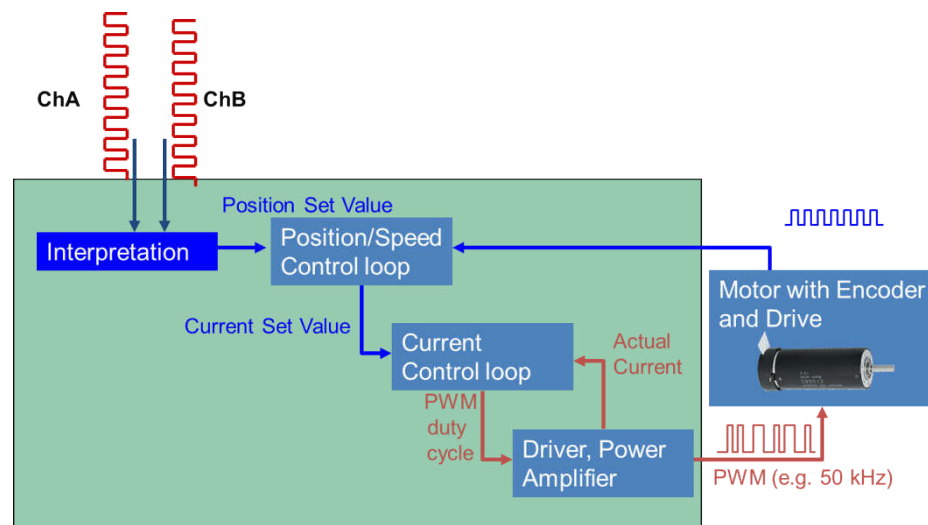 ChA
ChB
Position Set Value
Interpretation
Position/Speed
Control loop
Motor with Encoder
and Drive
Current Set Value
Current
Control loop
Actual
Current
PWM
duty
cycle
Driver, Power
Amplifier
PWM (e.g. 50 kHz)